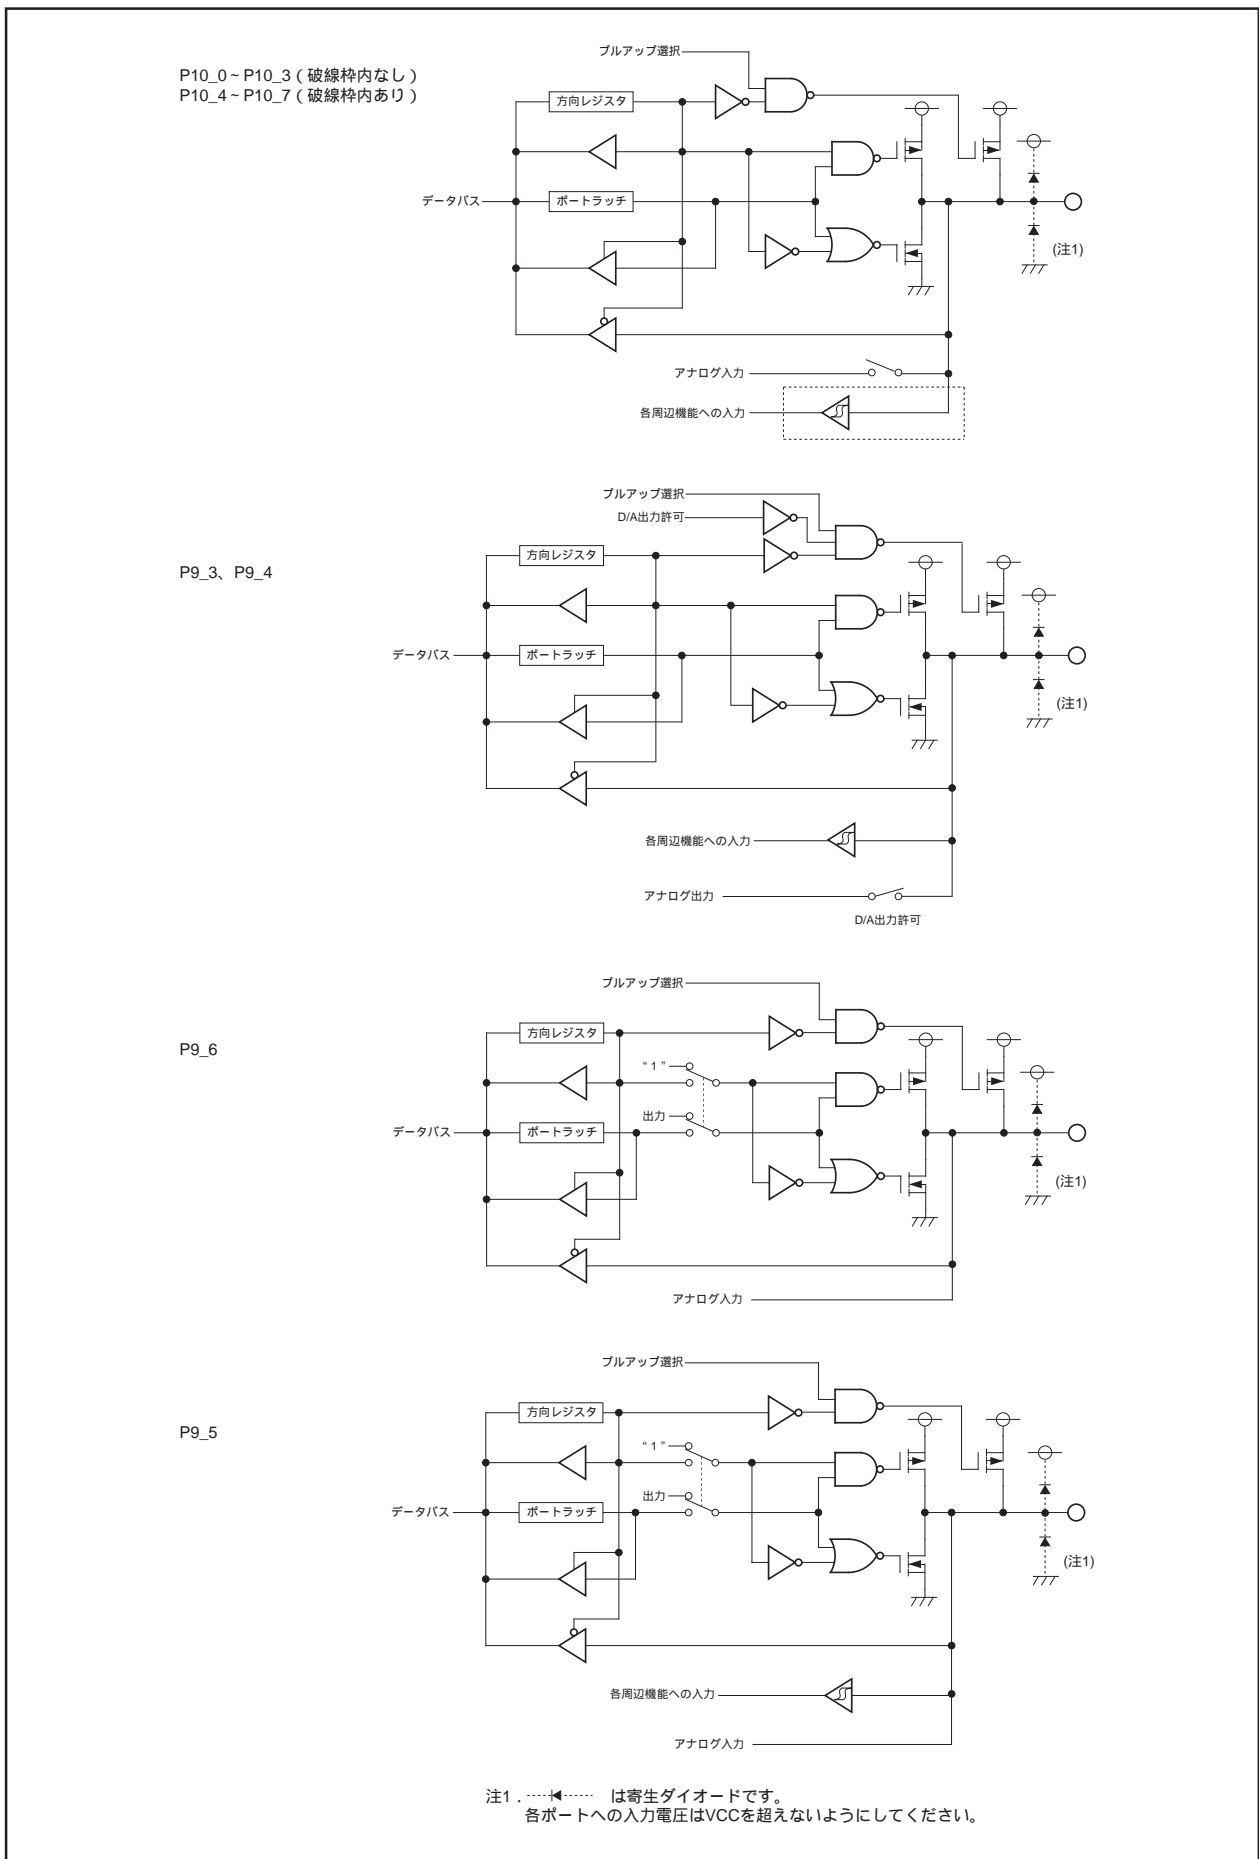 プルアップ選択
P10_0~P10_3(破線枠内なし)
P10_4~P10_7(破線枠内あり)
方向レジスタ
データバス
ポートラッチ
(注1)
アナログ入力
各周辺機能への入力
プルアップ選択
D/A出力許可
方向レジスタ
P9_3、P9_4
データバス
ポートラッチ
(注1)
各周辺機能への入力
アナログ出力
D/A出力許可
プルアップ選択
方向レジスタ
P9_6
“1”
出力
データバス
ポートラッチ
(注1)
アナログ入力
プルアップ選択
方向レジスタ
P9_5
“1”
出力
データバス
ポートラッチ
(注1)
各周辺機能への入力
アナログ入力
注1. は寄生ダイオードです。
各ポートへの入力電圧はVCCを超えないようにしてください。